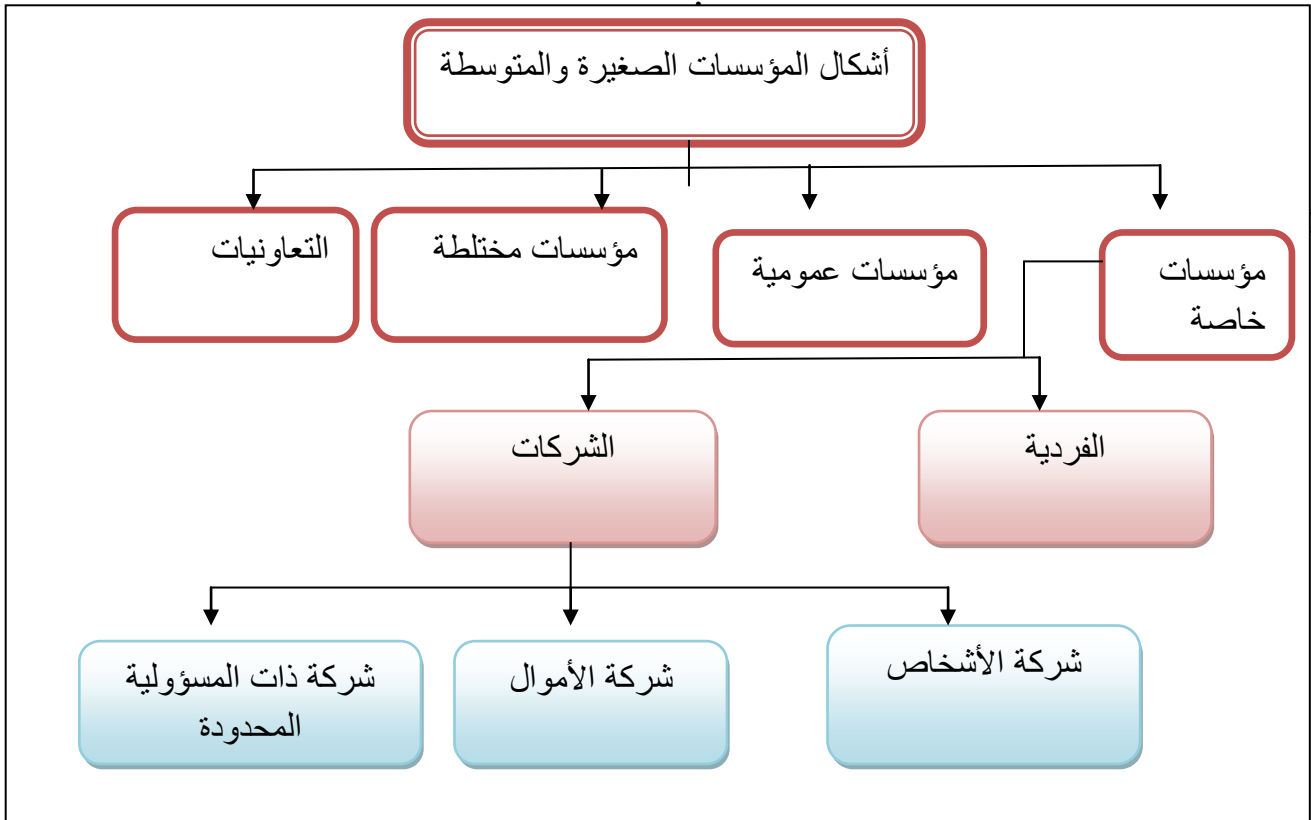 أشكال المؤسسات الصغيرة والمتوسطة
مؤسسات
خاصة
مؤسسات عمومية
مؤسسات مختلطة
التعاونيات
الفردية
الشركات
شركة الأشخاص
شركة الأموال
شركة ذات المسؤولية
المحدودة